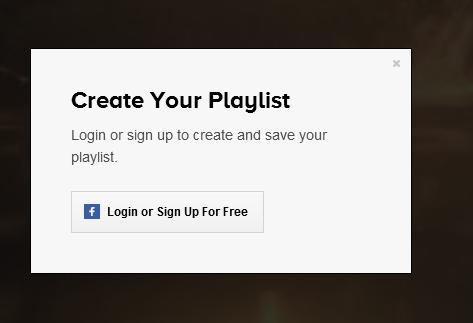 Create Your Playlist
Login or sign up to create and save your
playlist.
Login or Sign Up For Free